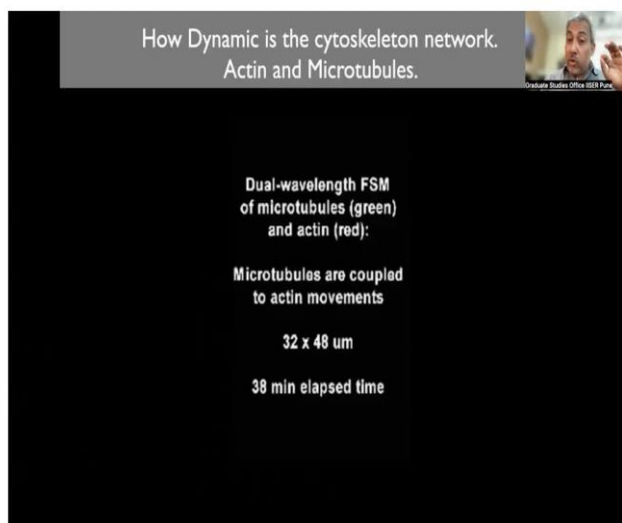 How Dynamic is the cytoskeleton network.
Actin and Microtubules.
Graduate Studies Office IISER Pune
Dual-wavelength FSM
of microtubules (green)
and actin (red):
Microtubules are coupled
to actin movements
32 x 48 um
38 min elapsed time